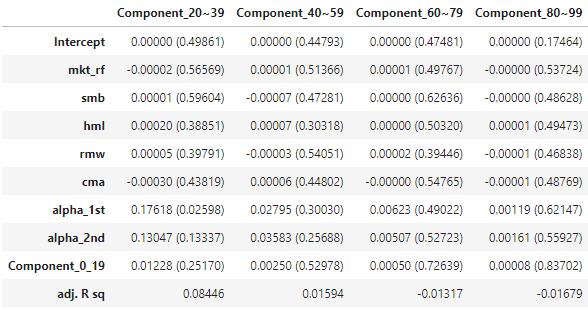 Component_20~39 Component_40~59 Component_60~79 Component_80~99
Intercept 0.00000 (0.49861) 0.00000 (0.44793) 0.00000 (0.47481) 0.00000 (0.17464)
mkt_rf -0.00002 (0.56569) 0.00001 (0.51366) 0.00001 (0.49767) -0.00000 (0.53724)
smb 0.00001 (0.59604) -0.00007 (0.47281) 0.00000 (0.62636) -0.00000 (0.48628)
hml 0.00020 (0.38851) 0.00007 (0.30318) 0.00000 (0.50320) 0.00001 (0.49473)
rmw 0.00005 (0.39791) -0.00003 (0.54051) 0.00002 (0.39446) -0.00001 (0.46838)
cma -0.00030 (0.43819) 0.00006 (0.44802) -0.00000 (0.54765) -0.00001 (0.48769)
alpha_1st 0.17618 (0.02598) 0.02795 (0.30030) 0.00623 (0.49022) 0.00119 (0.62147)
alpha_2nd 0.13047 (0.13337) 0.03583 (0.25688) 0.00507 (0.52723) 0.00161 (0.55927)
Component_0_19 0.01228 (0.25170) 0.00250 (0.52978) 0.00050 (0.72639) 0.00008 (0.83702)
adj. R sq 0.08446 0.01594 -0.01317 -0.01679